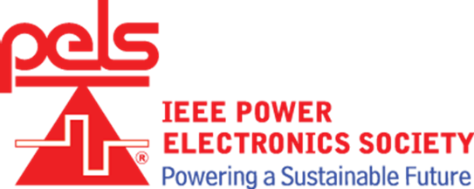 pels
IEEE POWER
ELECTRONICS SOCIETY
®
Powering a Sustainable Future